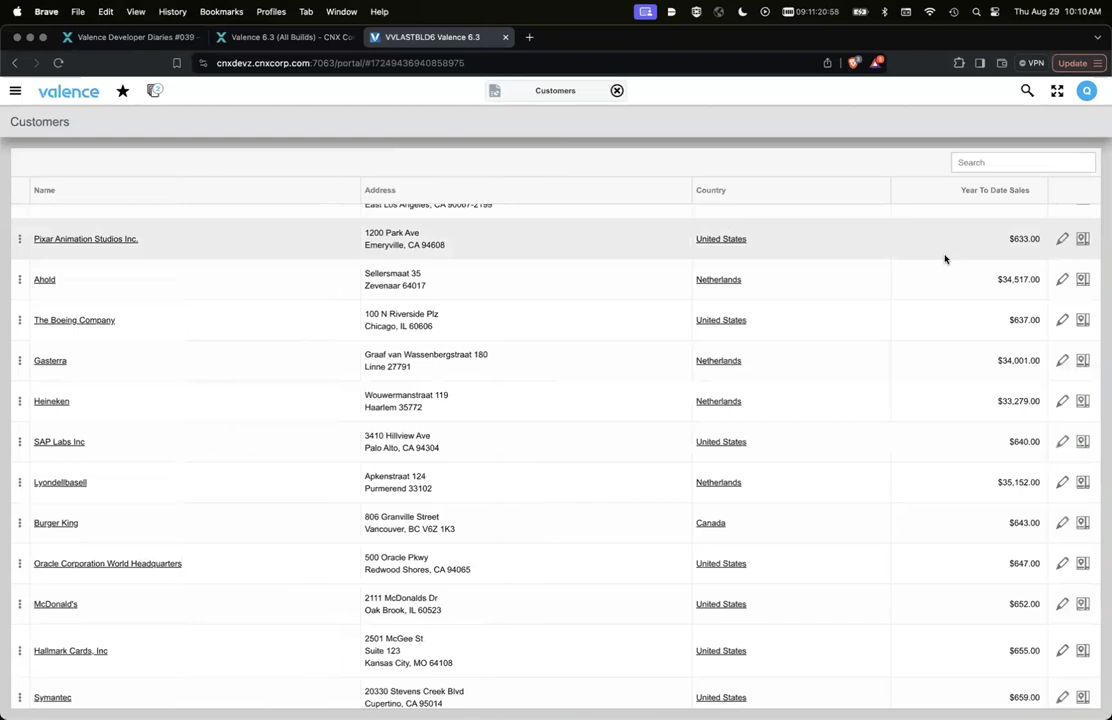 Brave File Edit View History Bookmarks Profiles Tab Window Help 09:11:20:58 Thu Aug 29 10:10 AM
Valence Developer Diaries #039 - VALENCE 6.3 (All Builds) - CNX Co VVLASTBLD6 Valence 6.3
cnxdevz.cnxcorp.com:7063/portal/#17249436940858975 VPN Update
valence Customers Q
Customers
Search
Name Address Country Year To Date Sales
East Los Angeles, CA 90067-2199
Pixar Animation Studios Inc. 1200 Park Ave United States $633.00
Emeryville, CA 94608
Ahold Sellersmaat 35 Netherlands $34,517.00
Zevenaar 64017
The Boeing Company 100 N Riverside Plz United States $637.00
Chicago, IL 60606
Gasterra Graaf van Wassenbergstraat 180 Netherlands $34,001.00
Linne 27791
Heineken Wouwermanstraat 119 Netherlands $33,279.00
Haarlem 35772
SAP Labs Inc 3410 Hillview Ave United States $640.00
Palo Alto, CA 94304
Lyondellbasell Apkenstraat 124 Netherlands $35,152.00
Purmerend 33102
Burger King 806 Granville Street Canada $643.00
Vancouver, BC V6Z 1K3
Oracle Corporation World Headquarters 500 Oracle Pkwy United States $647.00
Redwood Shores, CA 94065
McDonald's 2111 McDonalds Dr United States $652.00
Oak Brook, IL 60523
Hallmark Cards, Inc 2501 McGee St United States $655.00
Suite 123
Kansas City, MO 64108
Symantec 20330 Stevens Creek Blvd United States $659.00
Cupertino, CA 95014